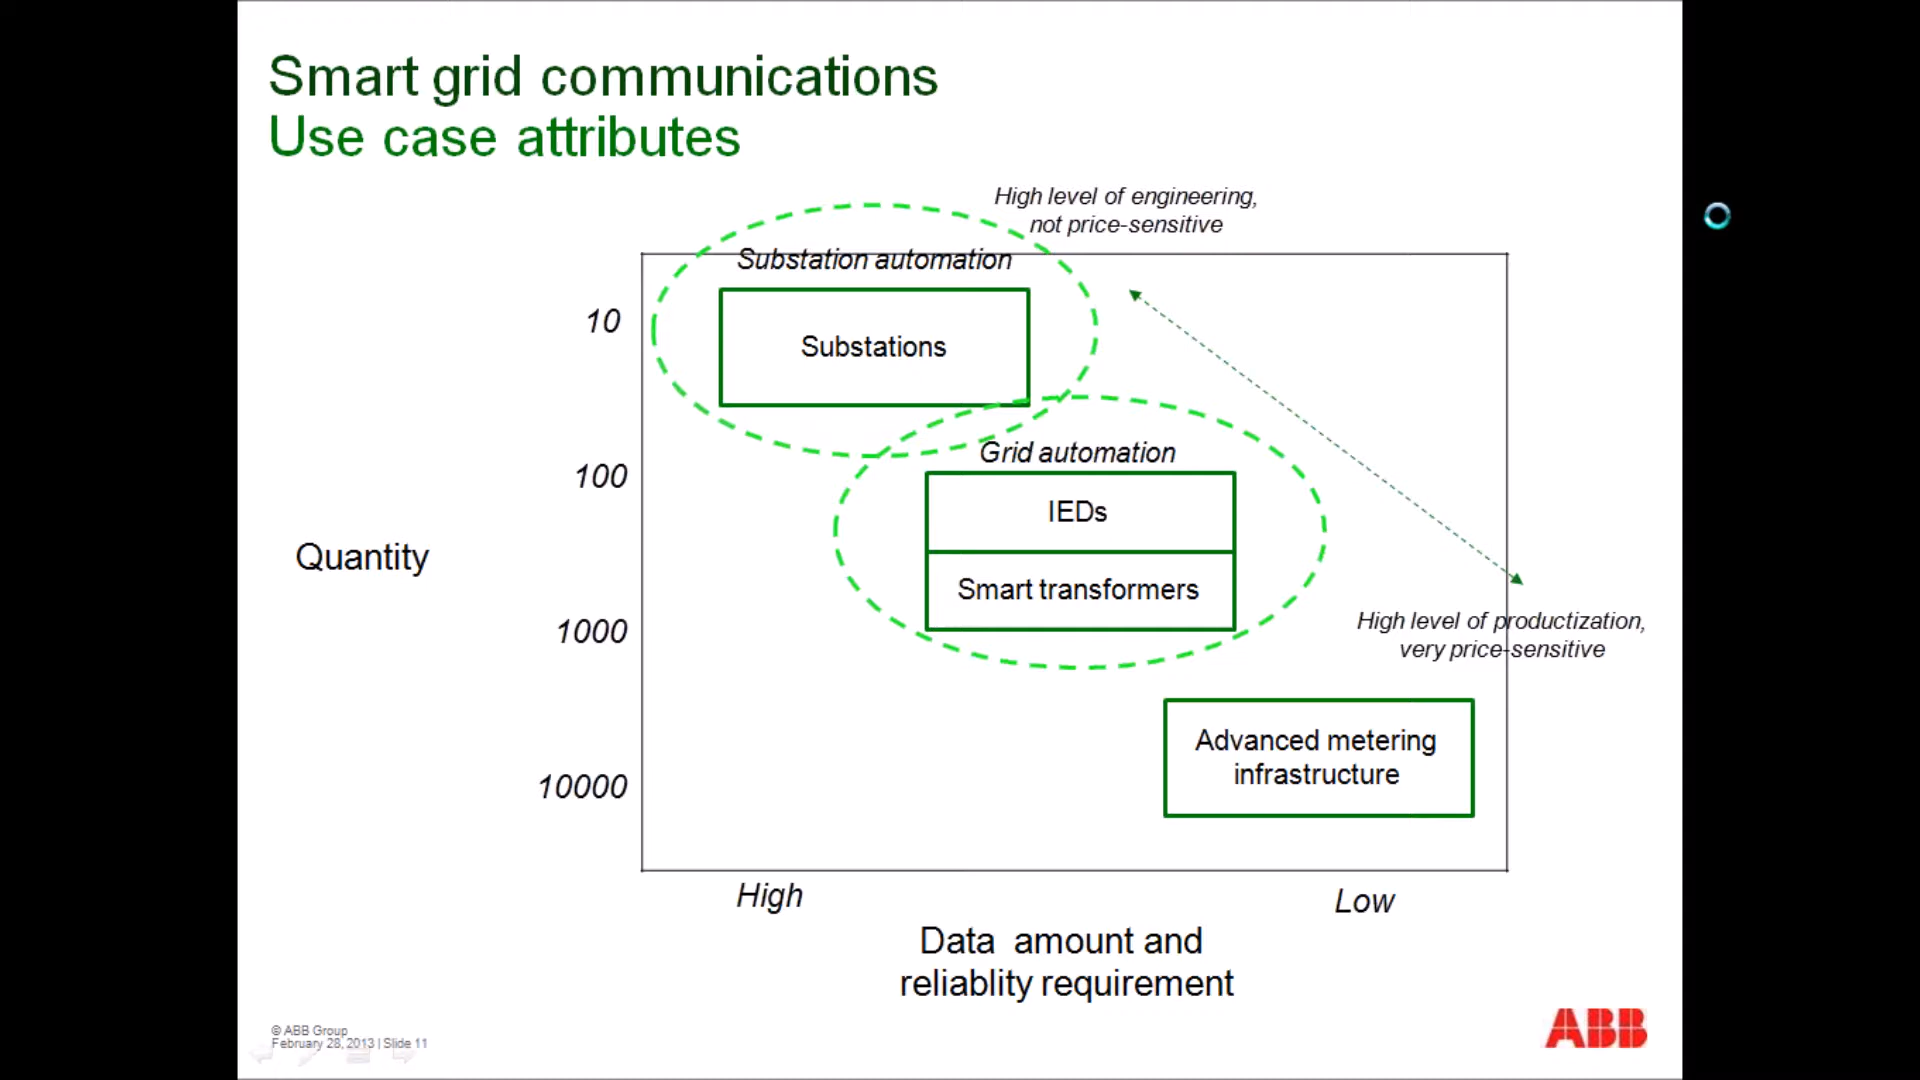 Smart grid communications
Use case attributes
High level of engineering,
not price-sensitive
Substation automation
10
Substations
Grid automation
100
IEDs
Quantity
Smart transformers
1000
High level of productization,
very price-sensitive
Advanced metering
infrastructure
10000
High
Low
Data amount and
reliablity requirement
© ABB Group
February 28, 2013 | Slide 11
ABB